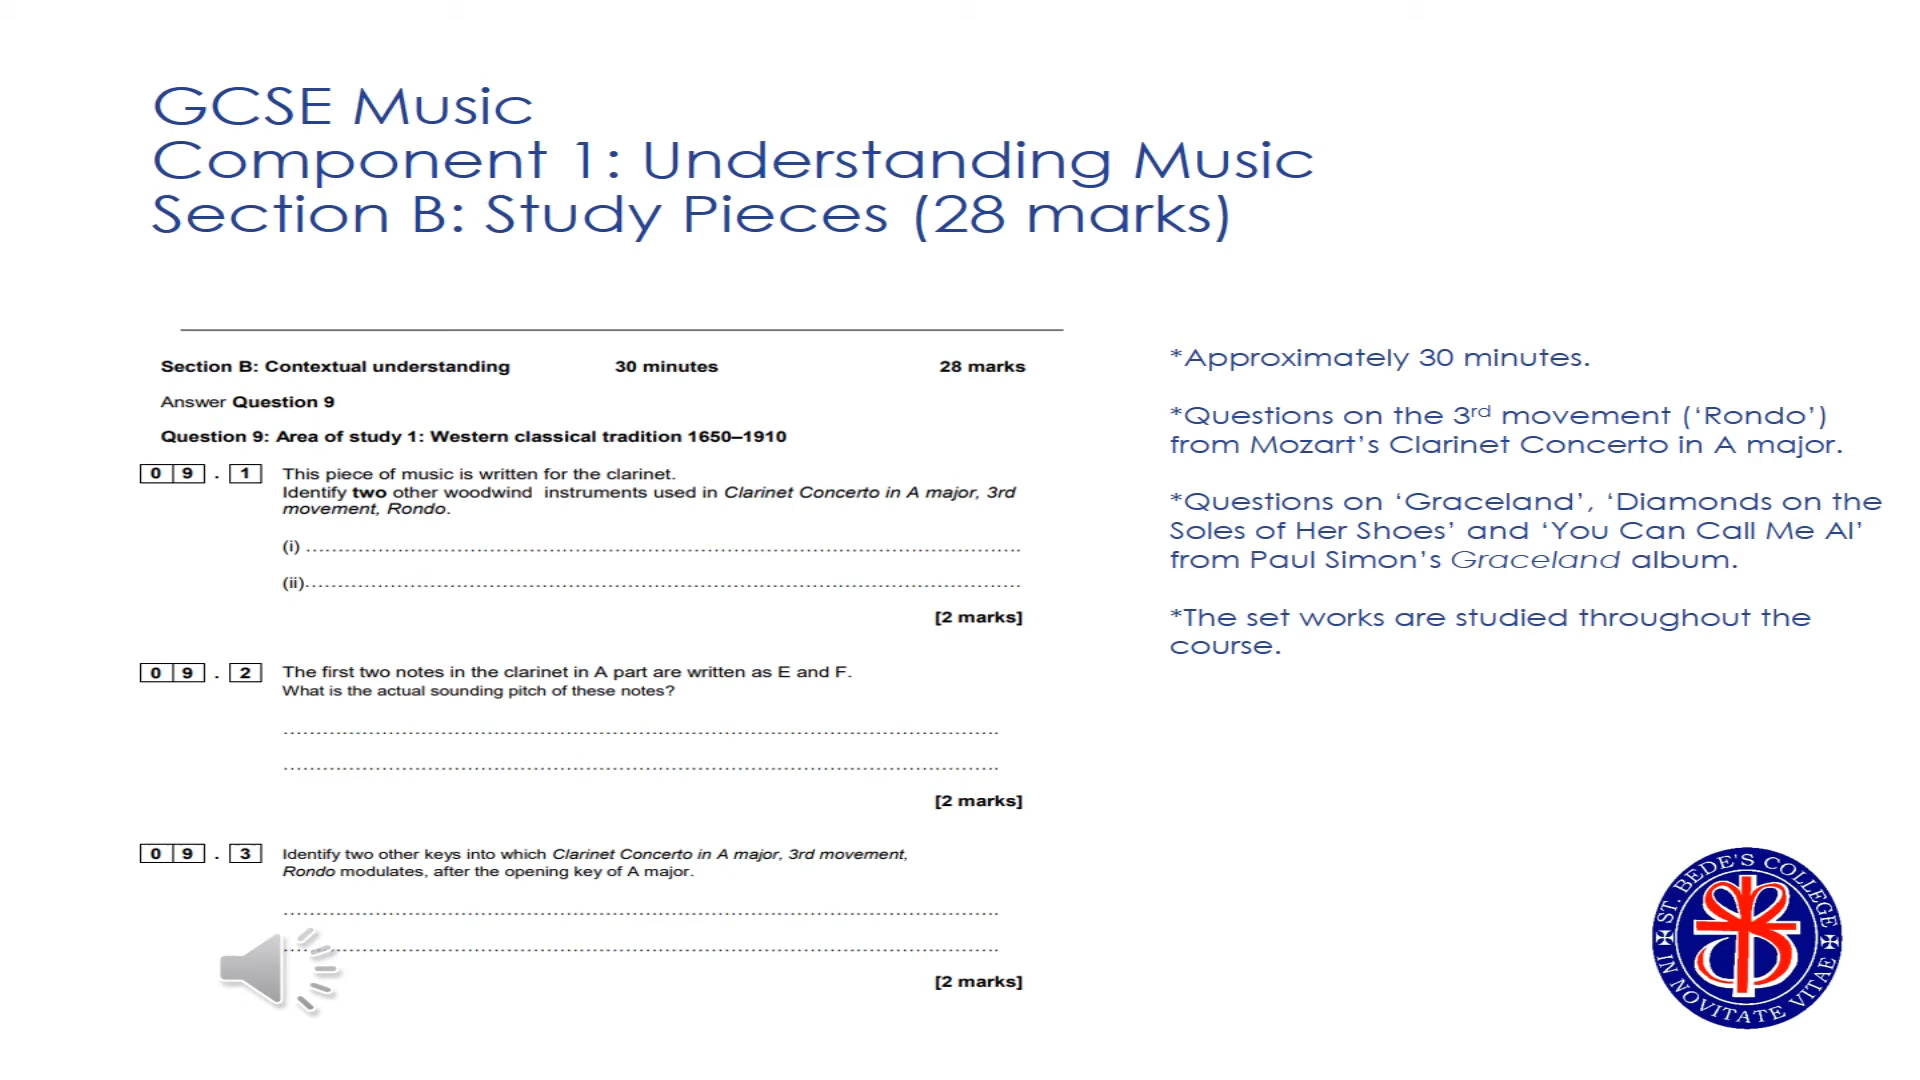 GCSE Music
Component 1: Understanding Music
Section B: Study Pieces (28 marks)
Section B: Contextual understanding 30 minutes 28 marks
Answer Question 9
Question 9: Area of study 1: Western classical tradition 1650–1910
0 9 . 1 This piece of music is written for the clarinet.
Identify two other woodwind instruments used in Clarinet Concerto in A major, 3rd
movement, Rondo.
(i) ................................................................
(ii)................................................................
[2 marks]
0 9 . 2 The first two notes in the clarinet in A part are written as E and F.
What is the actual sounding pitch of these notes?
................................................................
................................................................
[2 marks]
0 9 . 3 Identify two other keys into which Clarinet Concerto in A major, 3rd movement,
Rondo modulates, after the opening key of A major.
................................................................
................................................................
[2 marks]
*Approximately 30 minutes.
*Questions on the 3rd movement (‘Rondo’)
from Mozart’s Clarinet Concerto in A major.
*Questions on ‘Graceland’, ‘Diamonds on the
Soles of Her Shoes’ and ‘You Can Call Me Al’
from Paul Simon’s Graceland album.
*The set works are studied throughout the
course.
ST. BEDE'S COLLEGE
IN NOVITATE VITAE